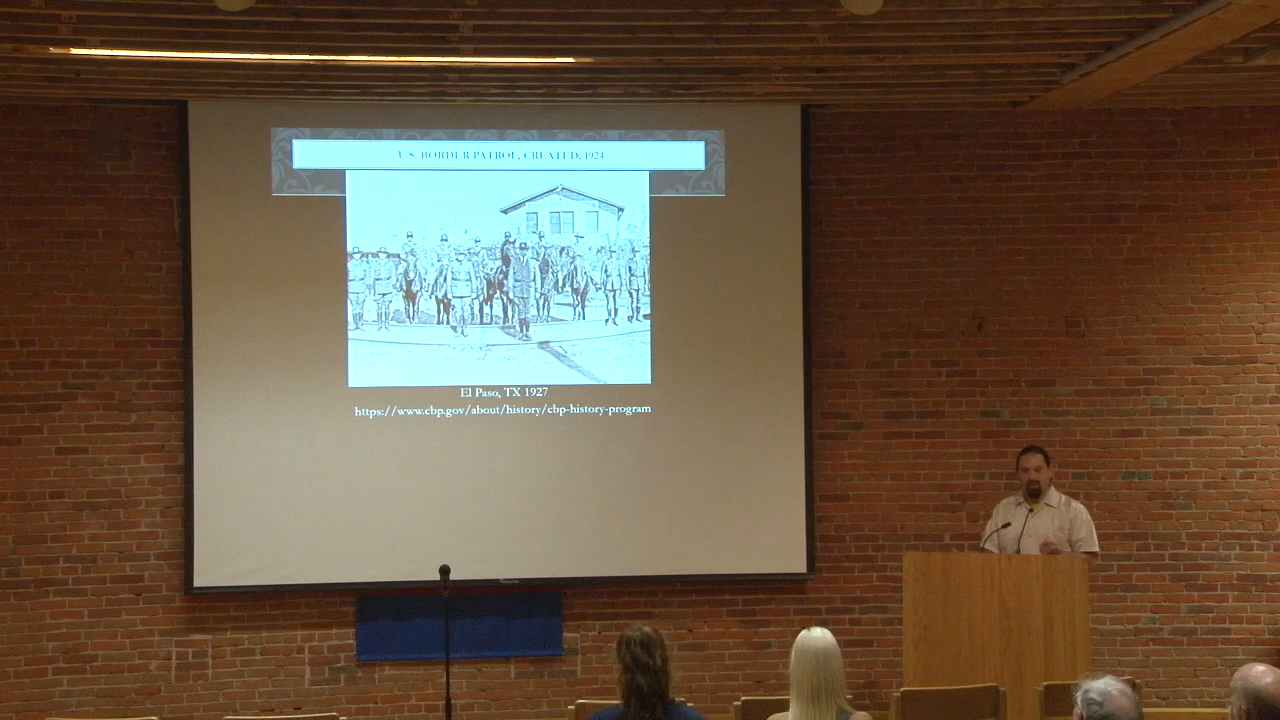 U.S. BORDER PATROL, CREATED, 1924
El Paso, TX 1927
https://www.cbp.gov/about/history/cbp-history-program